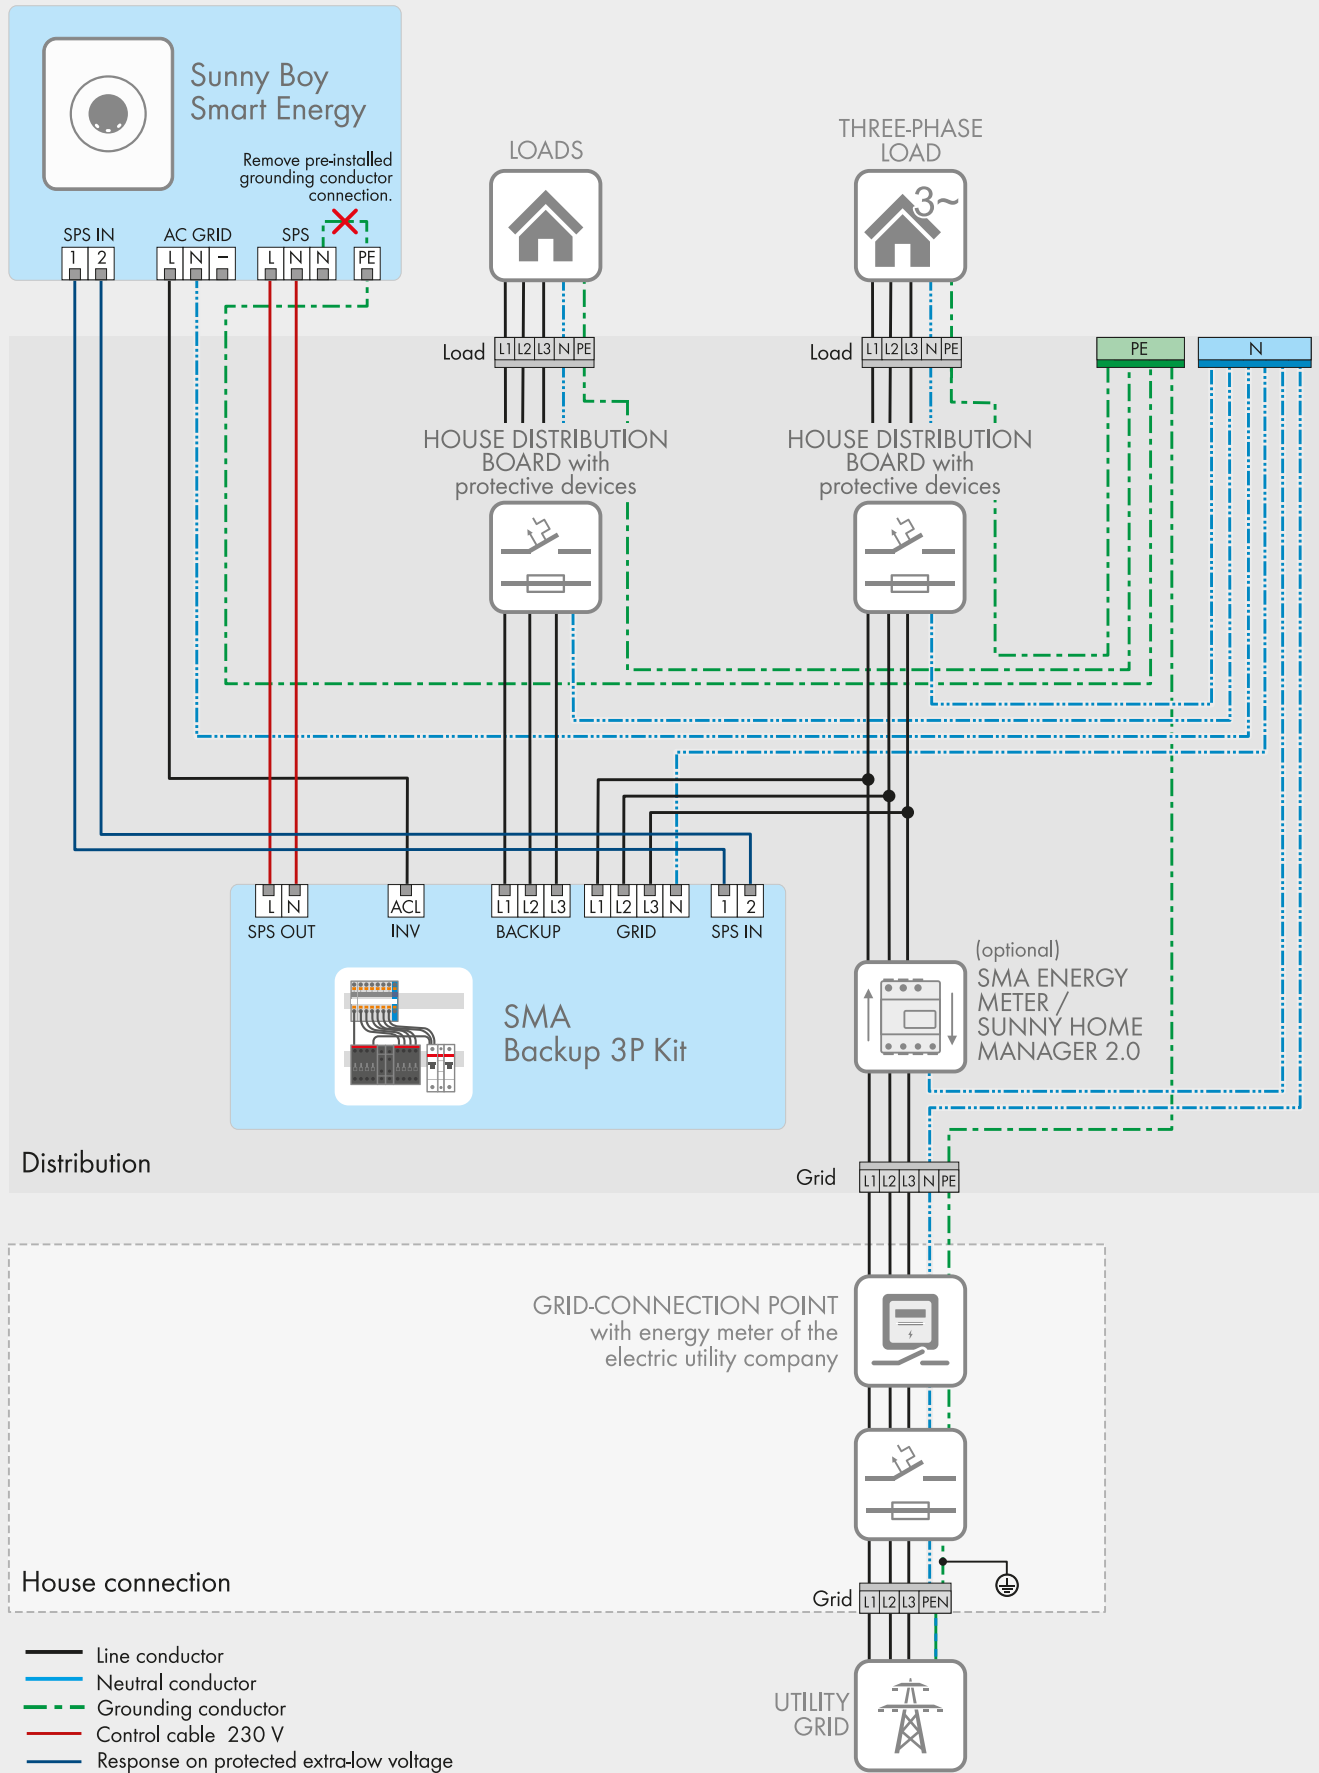 Sunny Boy
Smart Energy
Remove pre-installed
grounding conductor
connection.
SPS IN
AC GRID
SPS
1 2
L N –
L N N
PE
LOADS
THREE-PHASE
LOAD
3~
Load
L1 L2 L3 N PE
Load
L1 L2 L3 N PE
PE
N
HOUSE DISTRIBUTION
BOARD with
protective devices
HOUSE DISTRIBUTION
BOARD with
protective devices
L N
ACL
L1 L2 L3
L1 L2 L3 N
1 2
SPS OUT
INV
BACKUP
GRID
SPS IN
SMA
Backup 3P Kit
(optional)
SMA ENERGY
METER /
SUNNY HOME
MANAGER 2.0
Distribution
Grid
L1 L2 L3 N PE
GRID-CONNECTION POINT
with energy meter of the
electric utility company
House connection
Grid
L1 L2 L3 PEN
UTILITY
GRID
Line conductor
Neutral conductor
Grounding conductor
Control cable 230 V
Response on protected extra-low voltage